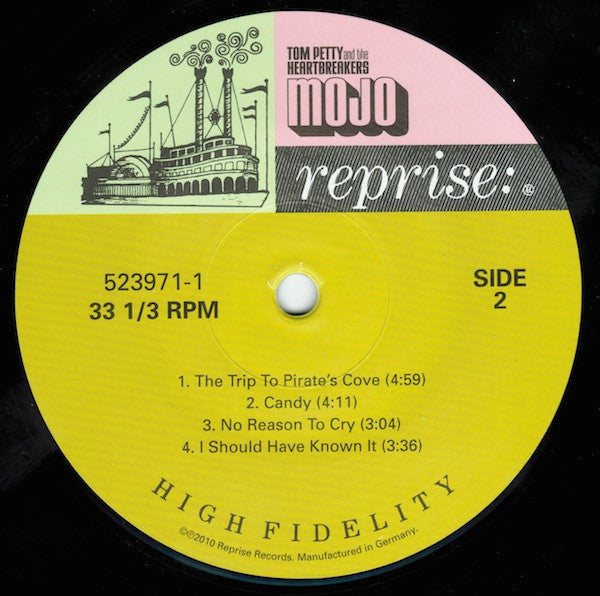 TOM PETTY and the
HEARTBREAKERS
MOJO
reprise:®
523971-1
33 1/3 RPM
SIDE
2
1. The Trip To Pirate's Cove (4:59)
2. Candy (4:11)
3. No Reason To Cry (3:04)
4. I Should Have Known It (3:36)
HIGH FIDELITY
©℗2010 Reprise Records. Manufactured in Germany.